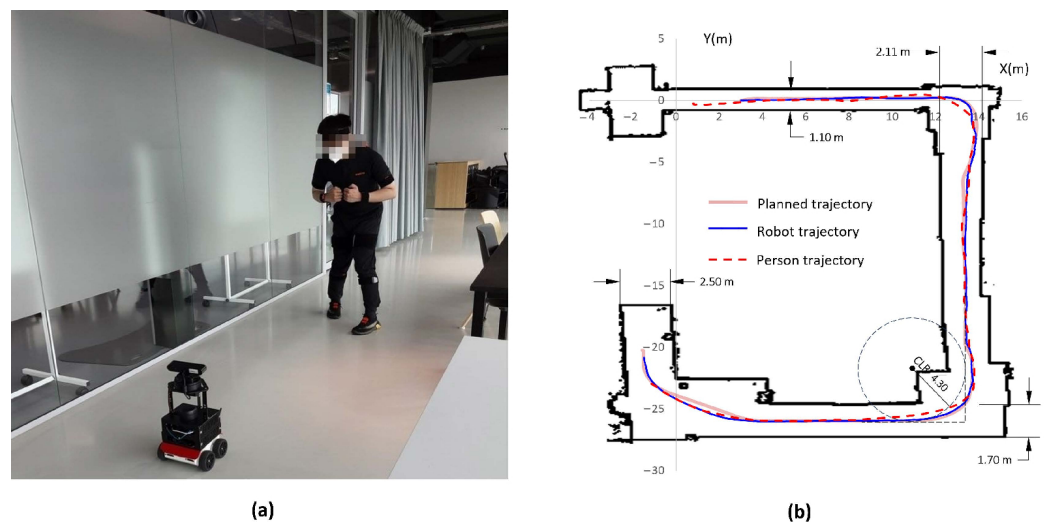 5
Y(m)
2.11 m
X(m)
0
−4
−2
0
2
4
6
8
10
12
14
16
1.10 m
−5
−10
Planned trajectory
Robot trajectory
Person trajectory
−15
2.50 m
−20
CLR 4.30
−25
1.70 m
−30
(a)
(b)